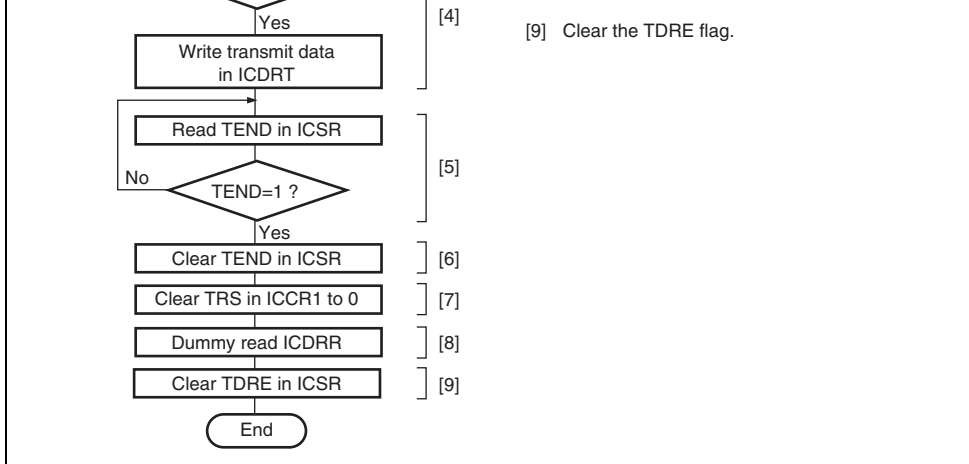 Yes
[4]
[9] Clear the TDRE flag.
Write transmit data
in ICDRT
Read TEND in ICSR
[5]
No
TEND=1 ?
Yes
Clear TEND in ICSR
[6]
Clear TRS in ICCR1 to 0
[7]
Dummy read ICDRR
[8]
Clear TDRE in ICSR
[9]
End